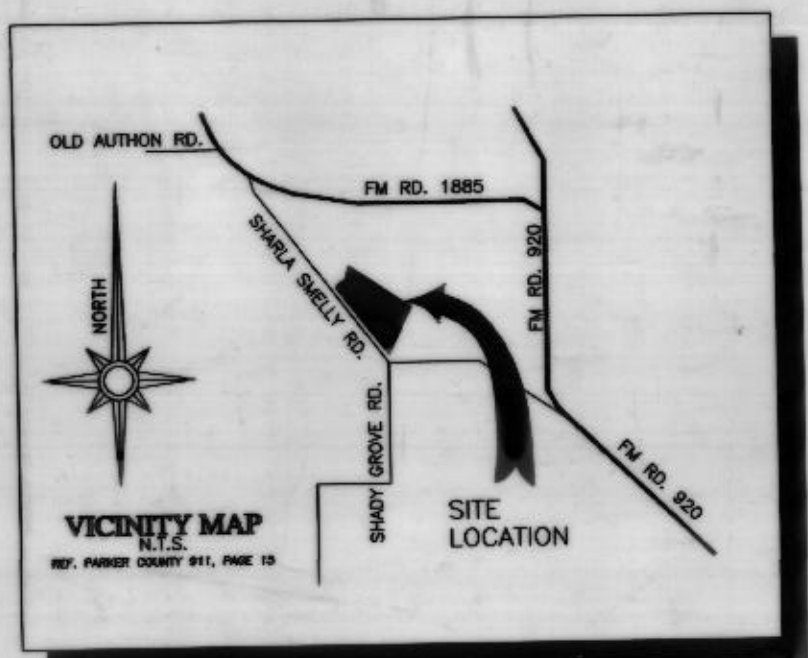 OLD AUTHON RD.
FM RD. 1885
SHARLA SMELLY RD.
FM RD. 920
NORTH
SHADY GROVE RD.
FM RD. 920
SITE
LOCATION
VICINITY MAP
N.T.S.
REF. PARKER COUNTY 911, PAGE 15